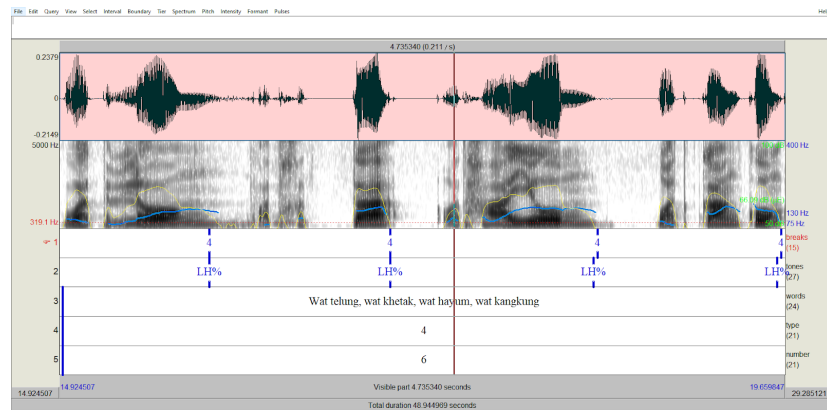 File Edit Query View Select Interval Boundary Tier Spectrum Pitch Intensity Formant Pulses Hel
4.735340 (0.211 / s)
0.2379
0
-0.2149
5000 Hz 400 Hz
319.1 Hz 130 Hz
75 Hz
1 4 4 4 4 breaks (15)
2 LH% LH% LH% LH% tones (27)
3 Wat telung, wat khetak, wat hayum, wat kangkung words (24)
4 4 type (21)
5 6 number (21)
14.924507 Visible part 4.735340 seconds 19.659847
14.924507 29.285121
Total duration 48.944969 seconds